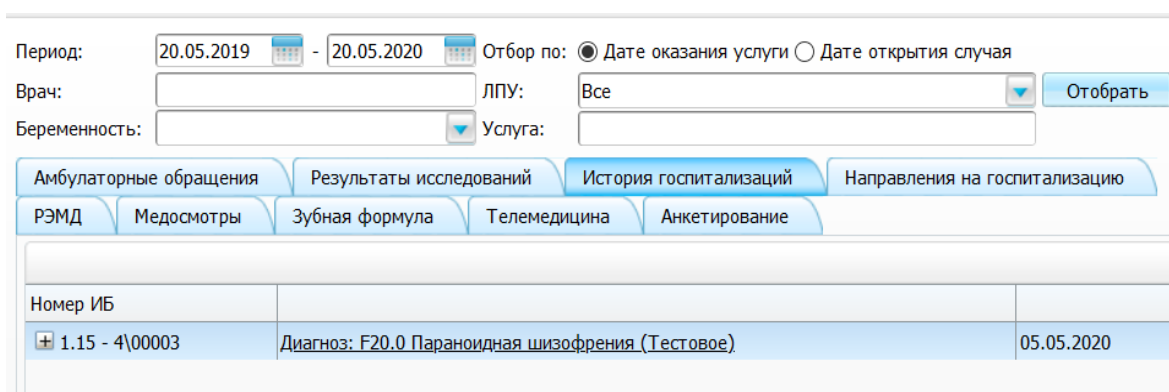 Период: 20.05.2019 - 20.05.2020 Отбор по: Дате оказания услуги Дате открытия случая
Врач: ЛПУ: Все Отобрать
Беременность: Услуга:
Амбулаторные обращения Результаты исследований История госпитализаций Направления на госпитализацию
РЭМД Медосмотры Зубная формула Телемедицина Анкетирование
Номер ИБ
1.15 - 4\00003 Диагноз: F20.0 Параноидная шизофрения (Тестовое) 05.05.2020